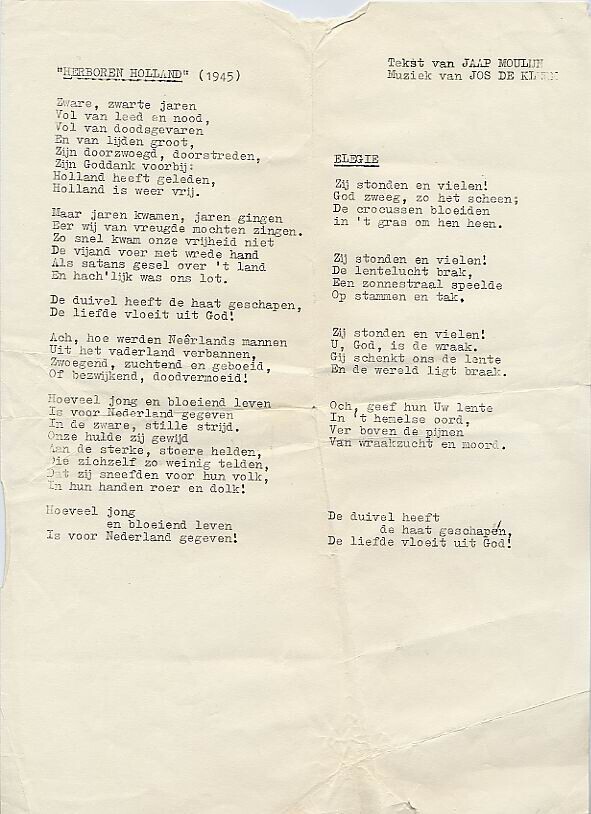 "HERBOREN HOLLAND" (1945)
Zware, zwarte jaren
Vol van leed en nood,
Vol van doodsgevaren
En van lijden groot,
Zijn doorzwoegd, doorstreden,
Zijn Goddank voorbij:
Holland heeft geleden,
Holland is weer vrij.
Maar jaren kwamen, jaren gingen
Eer wij van vreugde mochten zingen.
Zo snel kwam onze vrijheid niet
De vijand voer met wrede hand
Als satans gesel over 't land
En hach'lijk was ons lot.
De duivel heeft de haat geschapen,
De liefde vloeit uit God!
Ach, hoe werden Neêrlands mannen
Uit het vaderland verbannen,
Zwoegend, zuchtend en geboeid,
Of bezwijkend, doodvermoeid!
Hoeveel jong en bloeiend leven
Is voor Nederland gegeven
In de zware, stille strijd.
Onze hulde zij gewijd
Aan de sterke, stoere helden,
Die zichzelf zo weinig telden,
Dat zij sneefden voor hun volk,
In hun handen roer en dolk!
Hoeveel jong
en bloeiend leven
Is voor Nederland gegeven!
Tekst van JAAP MOULIJN
Muziek van JOS DE KLERK
ELEGIE
Zij stonden en vielen!
God zweeg, zo het scheen;
De crocussen bloeiden
in 't gras om hen heen.
Zij stonden en vielen!
De lentelucht brak,
Een zonnestraal speelde
Op stammen en tak.
Zij stonden en vielen!
U, God, is de wraak.
Gij schenkt ons de lente
En de wereld ligt braak.
Och, geef hun Uw lente
In 't hemelse oord,
Ver boven de pijnen
Van wraakzucht en moord.
De duivel heeft
de haat geschapen,
De liefde vloeit uit God!